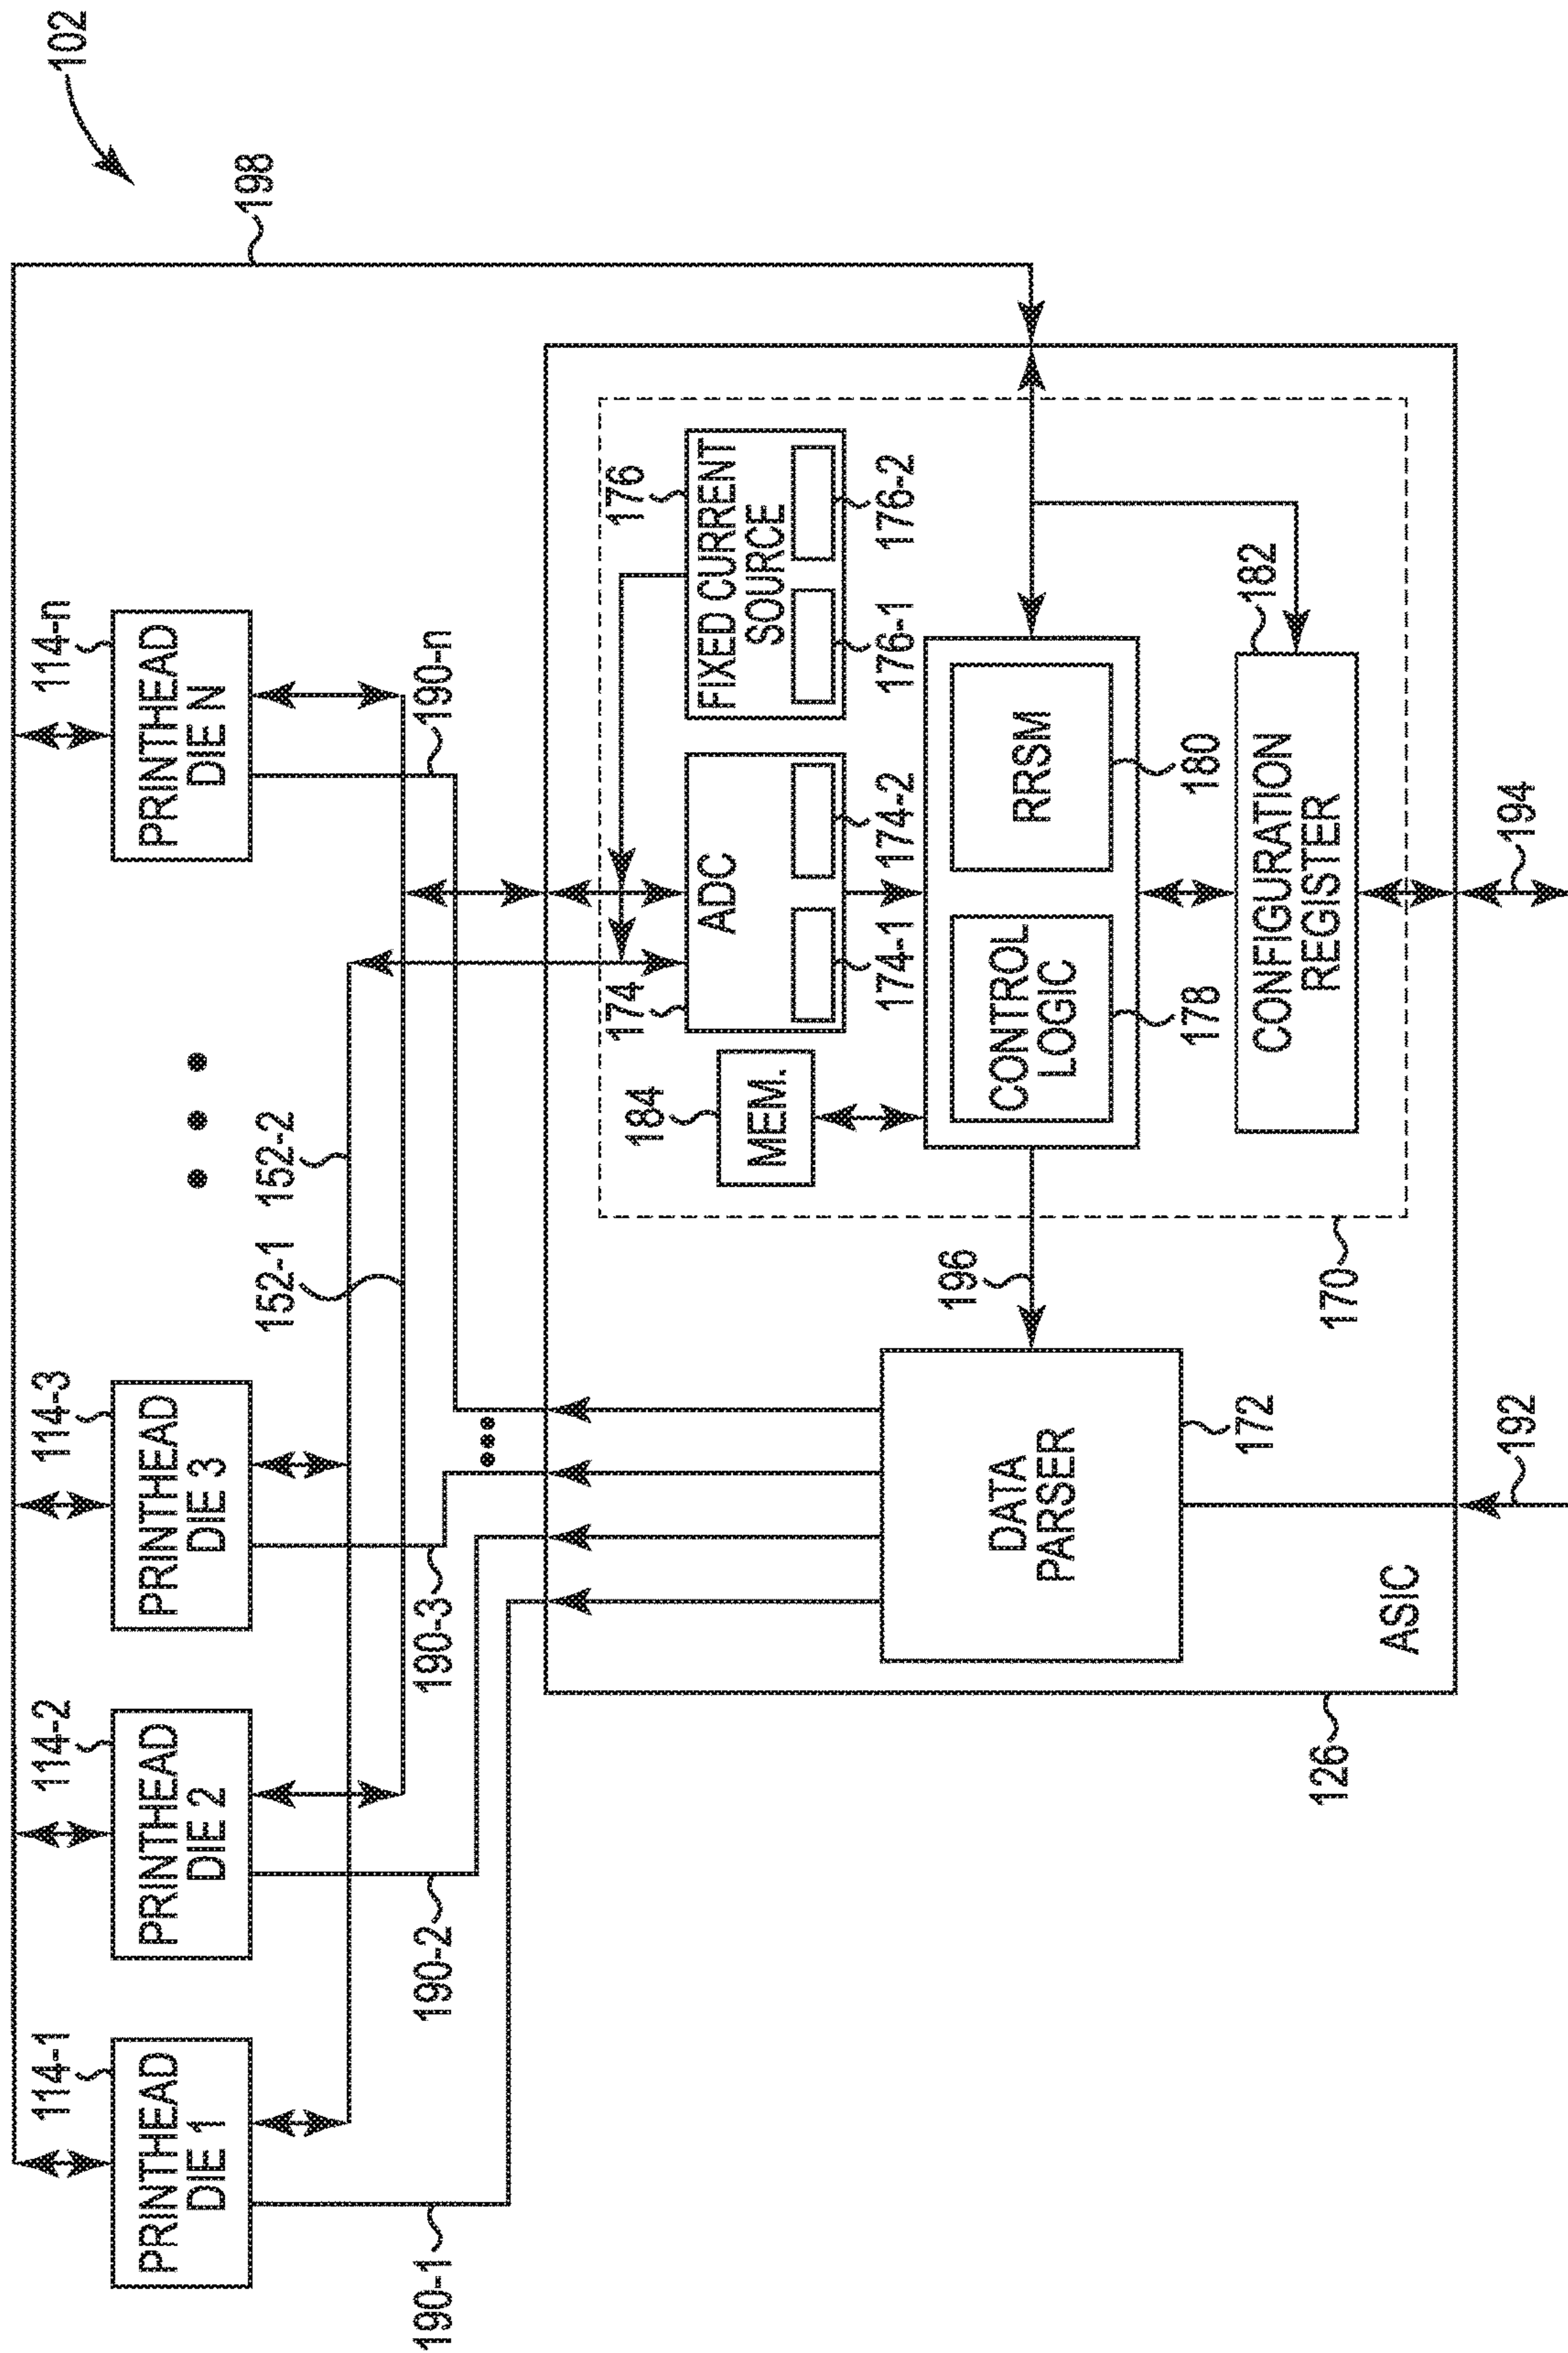 102
198
114-1
114-2
114-3
114-n
PRINTHEAD
DIE 1
PRINTHEAD
DIE 2
PRINTHEAD
DIE 3
PRINTHEAD
DIE N
152-1
152-2
190-1
190-2
190-3
190-n
184
174
176
MEM.
ADC
FIXED CURRENT
SOURCE
174-1
174-2
176-1
176-2
196
DATA
PARSER
CONTROL
LOGIC
RRSM
178
180
172
182
CONFIGURATION
REGISTER
126
170
ASIC
192
194